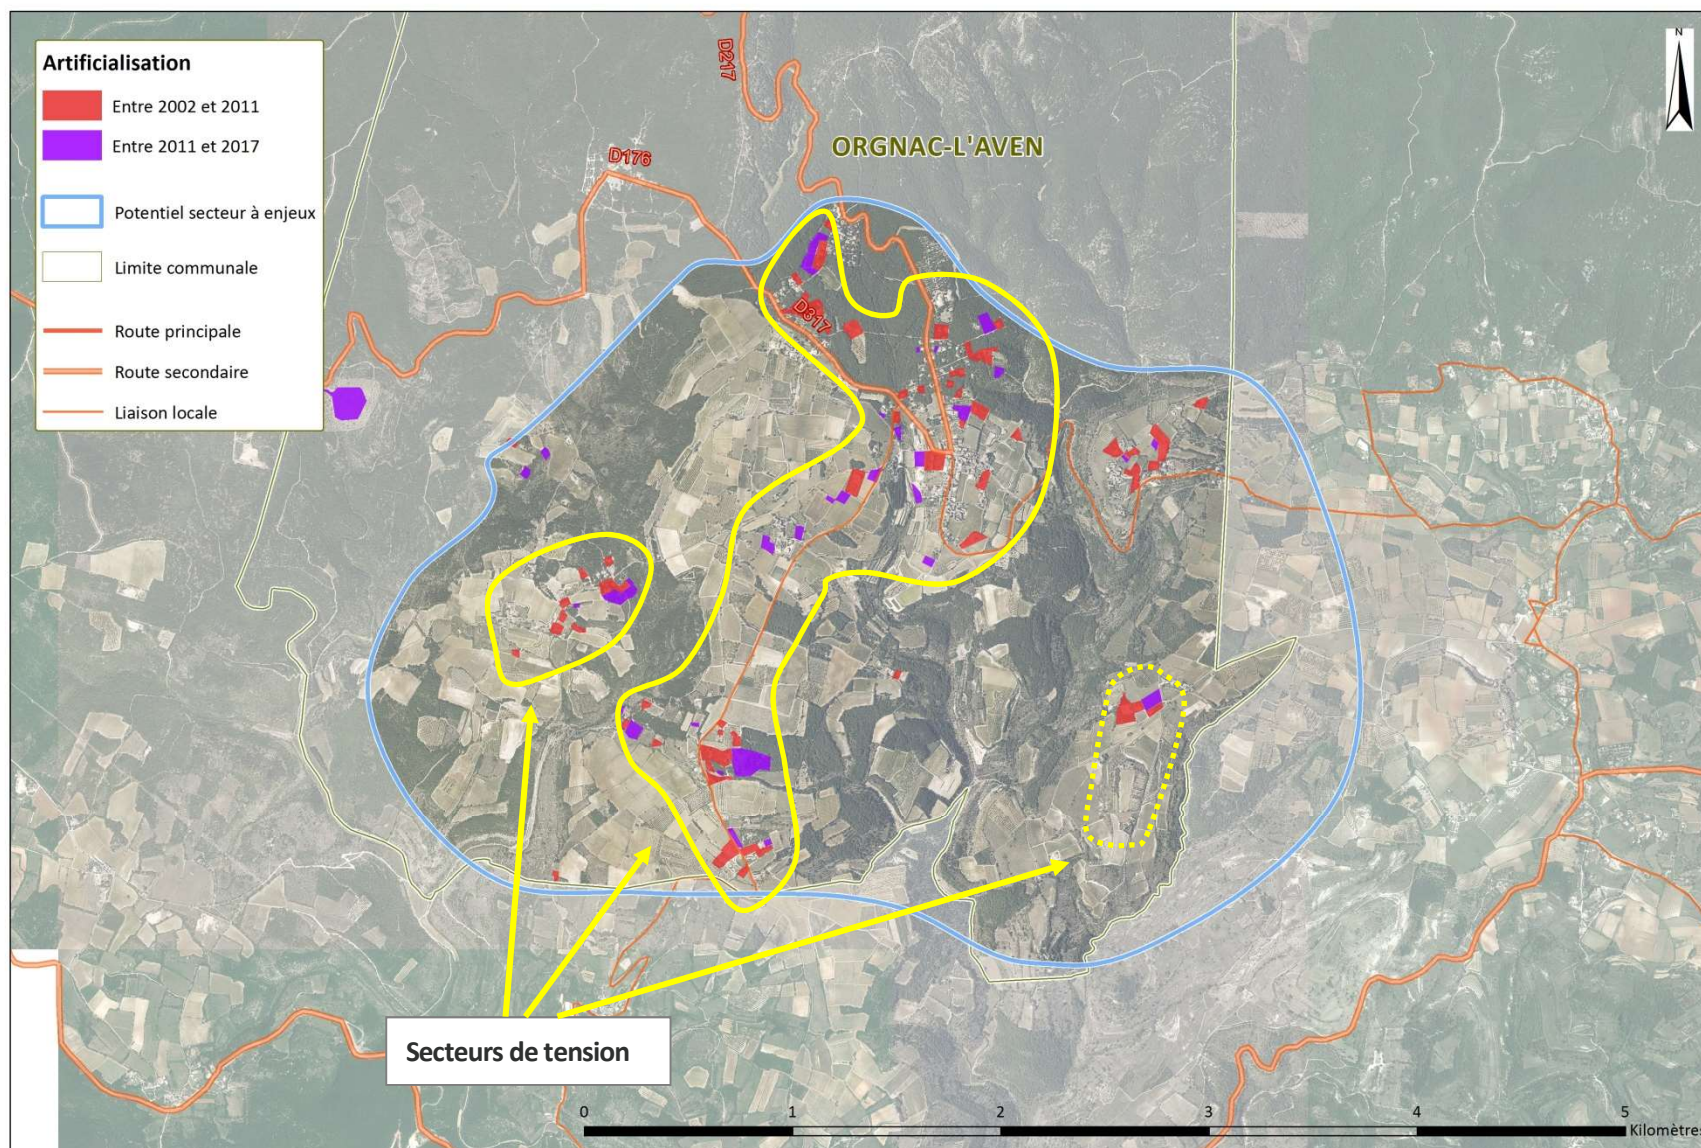 Artificialisation
Entre 2002 et 2011
Entre 2011 et 2017
Potentiel secteur à enjeux
Limite communale
Route principale
Route secondaire
Liaison locale
D217
N
ORGNAC-L'AVEN
D176
D317
Secteurs de tension
0 1 2 3 4 5
Kilomètres